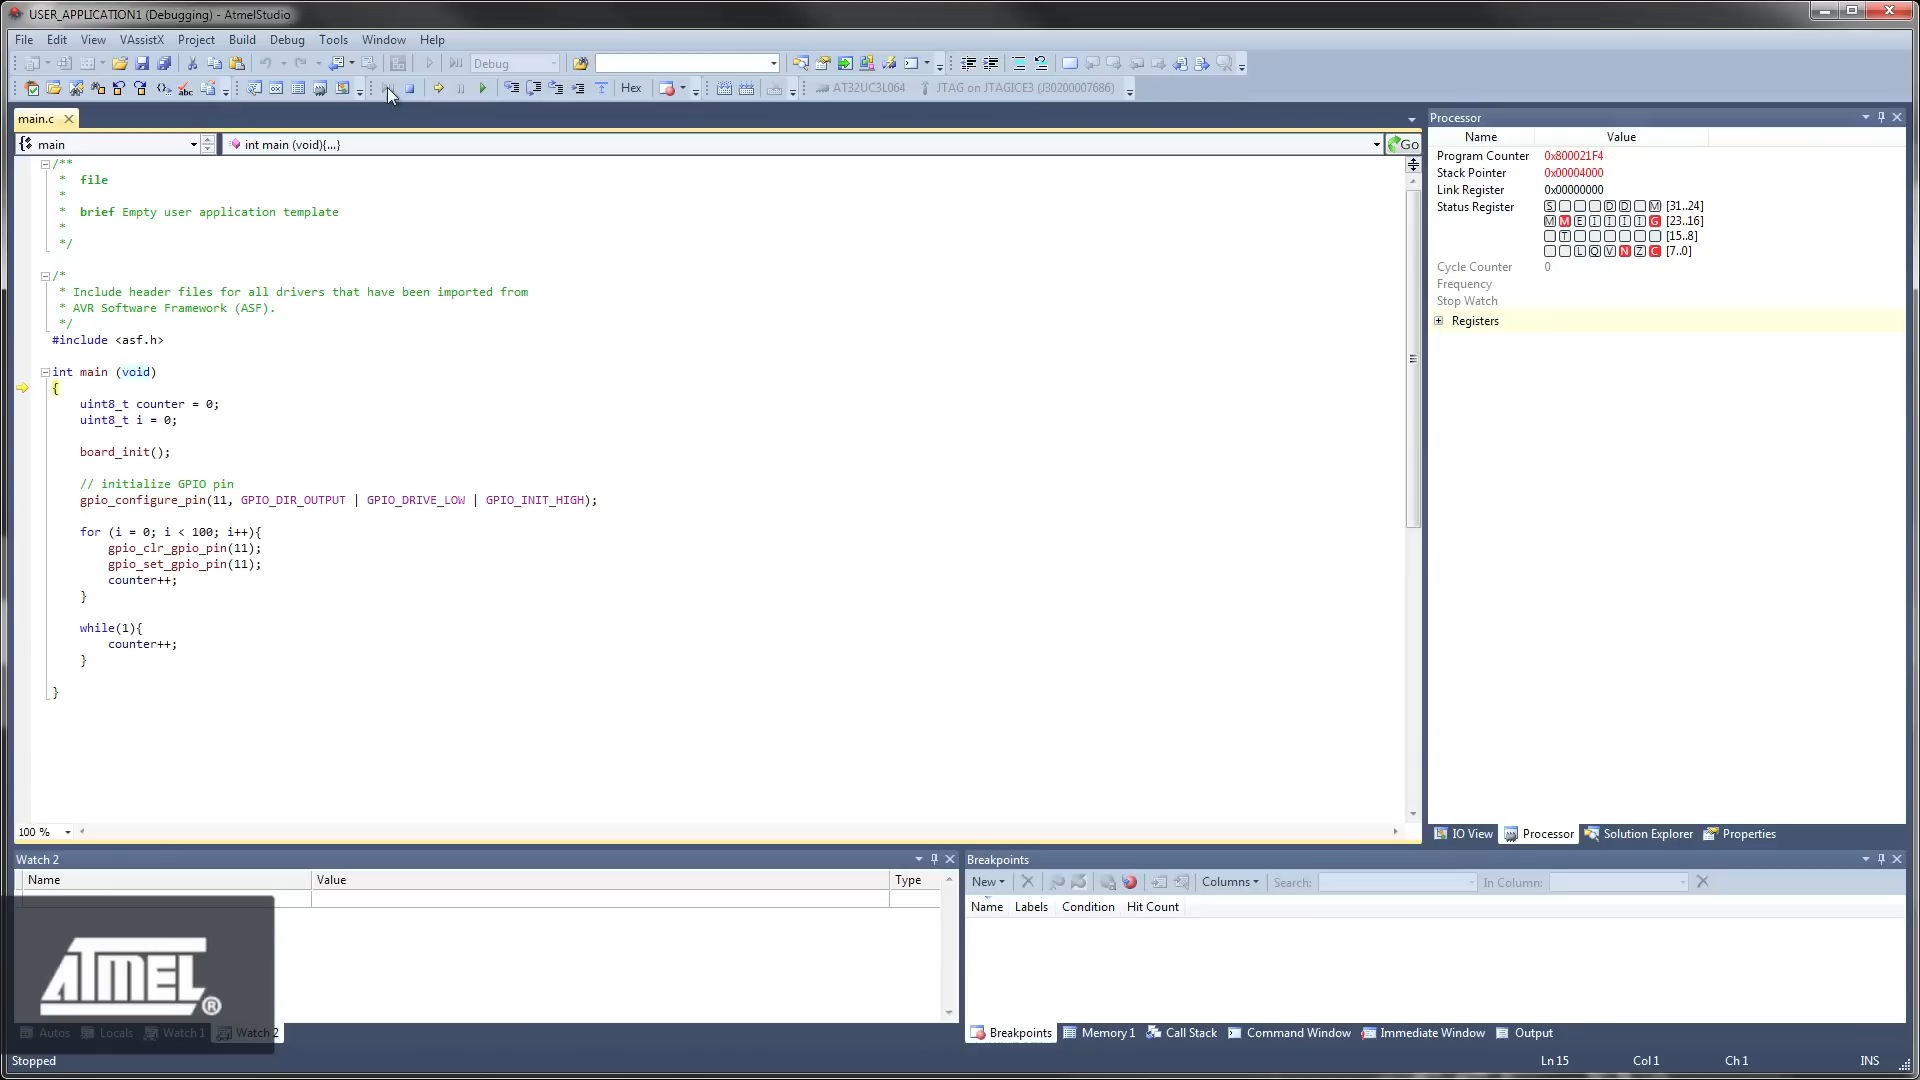 USER_APPLICATION1 (Debugging) - AtmelStudio
File Edit View VAssistX Project Build Debug Tools Window Help
Debug
Hex AT32UC3L064 JTAG on JTAGICE3 (J30200007686)
main.c
main int main (void){...} Go
/**
* file
*
* brief Empty user application template
*
*/
/*
* Include header files for all drivers that have been imported from
* AVR Software Framework (ASF).
*/
#include <asf.h>
int main (void)
{
uint8_t counter = 0;
uint8_t i = 0;
board_init();
// initialize GPIO pin
gpio_configure_pin(11, GPIO_DIR_OUTPUT | GPIO_DRIVE_LOW | GPIO_INIT_HIGH);
for (i = 0; i < 100; i++){
gpio_clr_gpio_pin(11);
gpio_set_gpio_pin(11);
counter++;
}
while(1){
counter++;
}
}
100 %
Processor
Name Value
Program Counter 0x800021F4
Stack Pointer 0x00004000
Link Register 0x00000000
Status Register S D D M [31..24]
M M E I I I I G [23..16]
T [15..8]
L Q V N Z C [7..0]
Cycle Counter 0
Frequency
Stop Watch
Registers
IO View Processor Solution Explorer Properties
Watch 2
Name Value Type
ATMEL®
Autos Locals Watch 1 Watch 2
Breakpoints
New Columns Search: In Column:
Name Labels Condition Hit Count
Breakpoints Memory 1 Call Stack Command Window Immediate Window Output
Stopped Ln 15 Col 1 Ch 1 INS